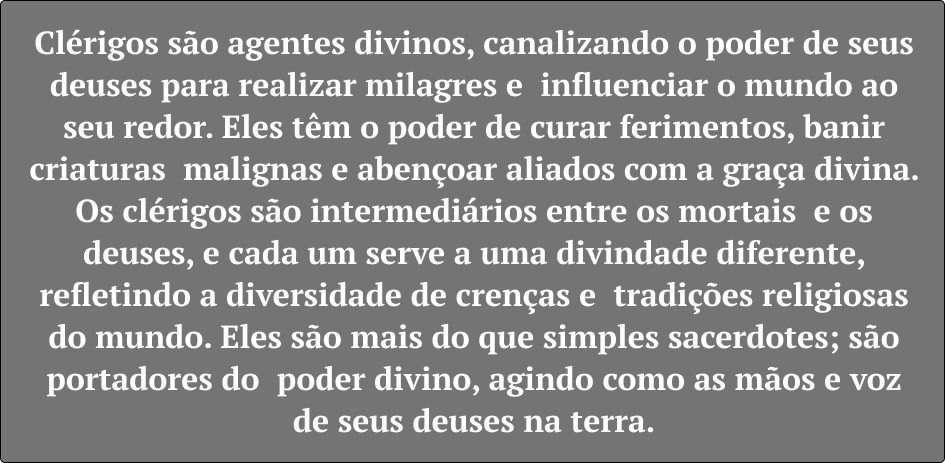 Clérigos são agentes divinos, canalizando o poder de seus
deuses para realizar milagres e  influenciar o mundo ao
seu redor. Eles têm o poder de curar ferimentos, banir
criaturas  malignas e abençoar aliados com a graça divina.
Os clérigos são intermediários entre os mortais  e os
deuses, e cada um serve a uma divindade diferente,
refletindo a diversidade de crenças e  tradições religiosas
do mundo. Eles são mais do que simples sacerdotes; são
portadores do  poder divino, agindo como as mãos e voz
de seus deuses na terra.